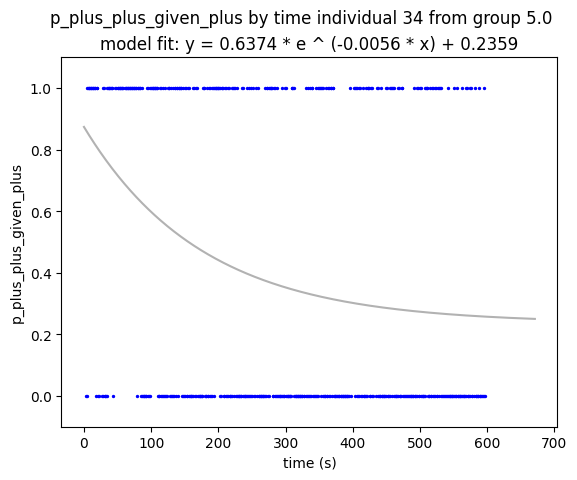 p_plus_plus_given_plus by time individual 34 from group 5.0
model fit: y = 0.6374 * e ^ (-0.0056 * x) + 0.2359
p_plus_plus_given_plus
1.0
0.8
0.6
0.4
0.2
0.0
0 100 200 300 400 500 600 700
time (s)